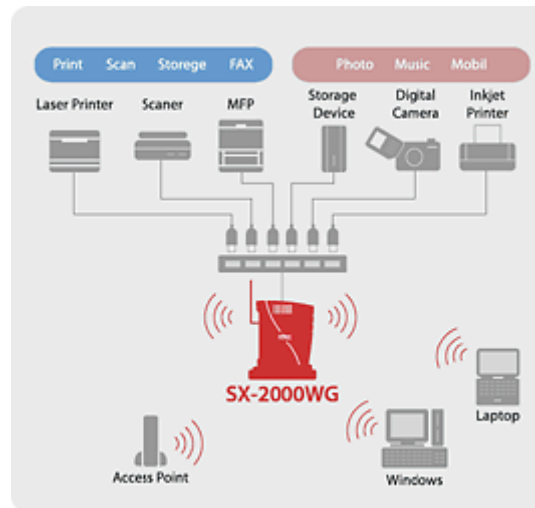 Print Scan Storege FAX
Photo Music Mobil
Laser Printer
Scaner
MFP
Storage
Device
Digital
Camera
Inkjet
Printer
SX-2000WG
Laptop
Access Point
Windows